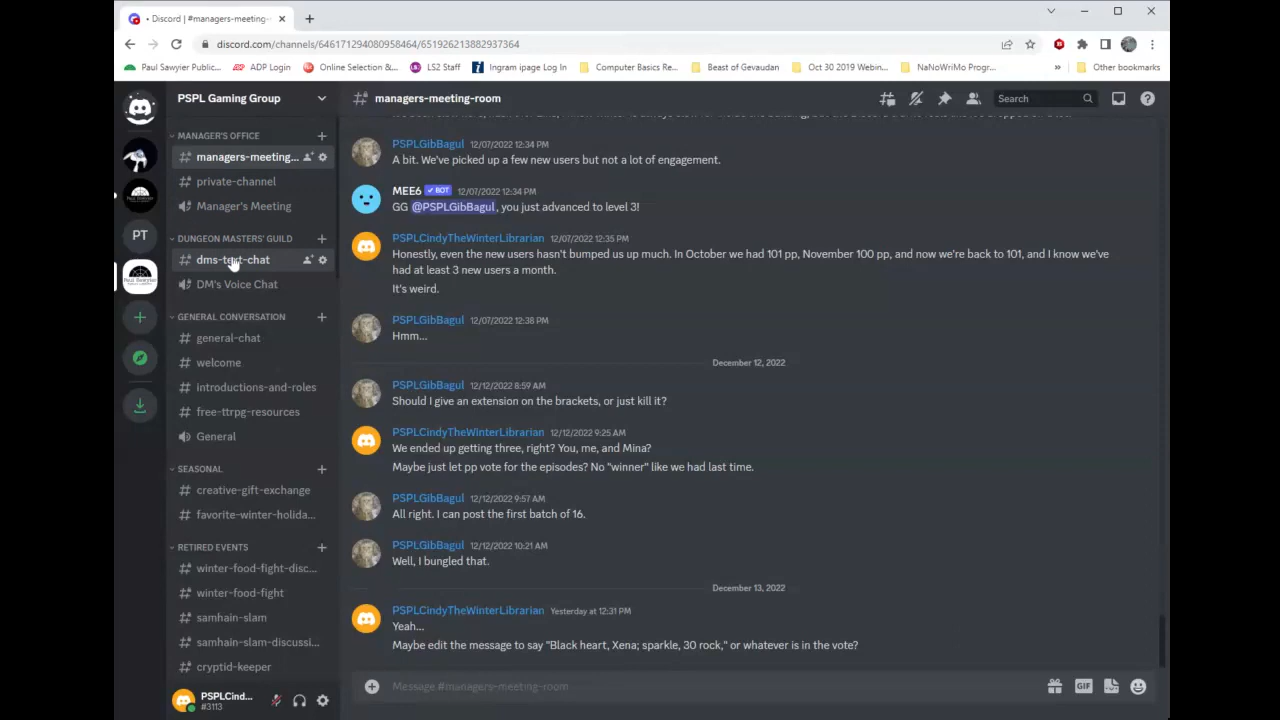 Discord | #managers-meeting-
discord.com/channels/646171294080958464/651926213882937364
Paul Sawyier Public...
ADP Login
Online Selection &...
LS2 Staff
Ingram ipage Log In
Computer Basics Re...
Beast of Gevaudan
Oct 30 2019 Webin...
NaNoWriMo Progr...
»
Other bookmarks
PSPL Gaming Group
managers-meeting-room
Search
MANAGER'S OFFICE
managers-meeting...
private-channel
Manager's Meeting
DUNGEON MASTERS' GUILD
dms-text-chat
DM's Voice Chat
PT
GENERAL CONVERSATION
general-chat
welcome
introductions-and-roles
free-ttrpg-resources
General
SEASONAL
creative-gift-exchange
favorite-winter-holida...
RETIRED EVENTS
winter-food-fight-disc...
winter-food-fight
samhain-slam
samhain-slam-discussi...
cryptid-keeper
PSPLCind...
#3113
PSPLGibBagul 12/07/2022 12:34 PM
A bit. We've picked up a few new users but not a lot of engagement.
MEE6 ✓ BOT 12/07/2022 12:34 PM
GG @PSPLGibBagul, you just advanced to level 3!
PSPLCindyTheWinterLibrarian 12/07/2022 12:35 PM
Honestly, even the new users hasn't bumped us up much. In October we had 101 pp, November 100 pp, and now we're back to 101, and I know we've
had at least 3 new users a month.
It's weird.
PSPLGibBagul 12/07/2022 12:38 PM
Hmm...
December 12, 2022
PSPLGibBagul 12/12/2022 8:59 AM
Should I give an extension on the brackets, or just kill it?
PSPLCindyTheWinterLibrarian 12/12/2022 9:25 AM
We ended up getting three, right? You, me, and Mina?
Maybe just let pp vote for the episodes? No "winner" like we had last time.
PSPLGibBagul 12/12/2022 9:57 AM
All right. I can post the first batch of 16.
PSPLGibBagul 12/12/2022 10:21 AM
Well, I bungled that.
December 13, 2022
PSPLCindyTheWinterLibrarian Yesterday at 12:31 PM
Yeah...
Maybe edit the message to say "Black heart, Xena; sparkle, 30 rock," or whatever is in the vote?
Message #managers-meeting-room
GIF